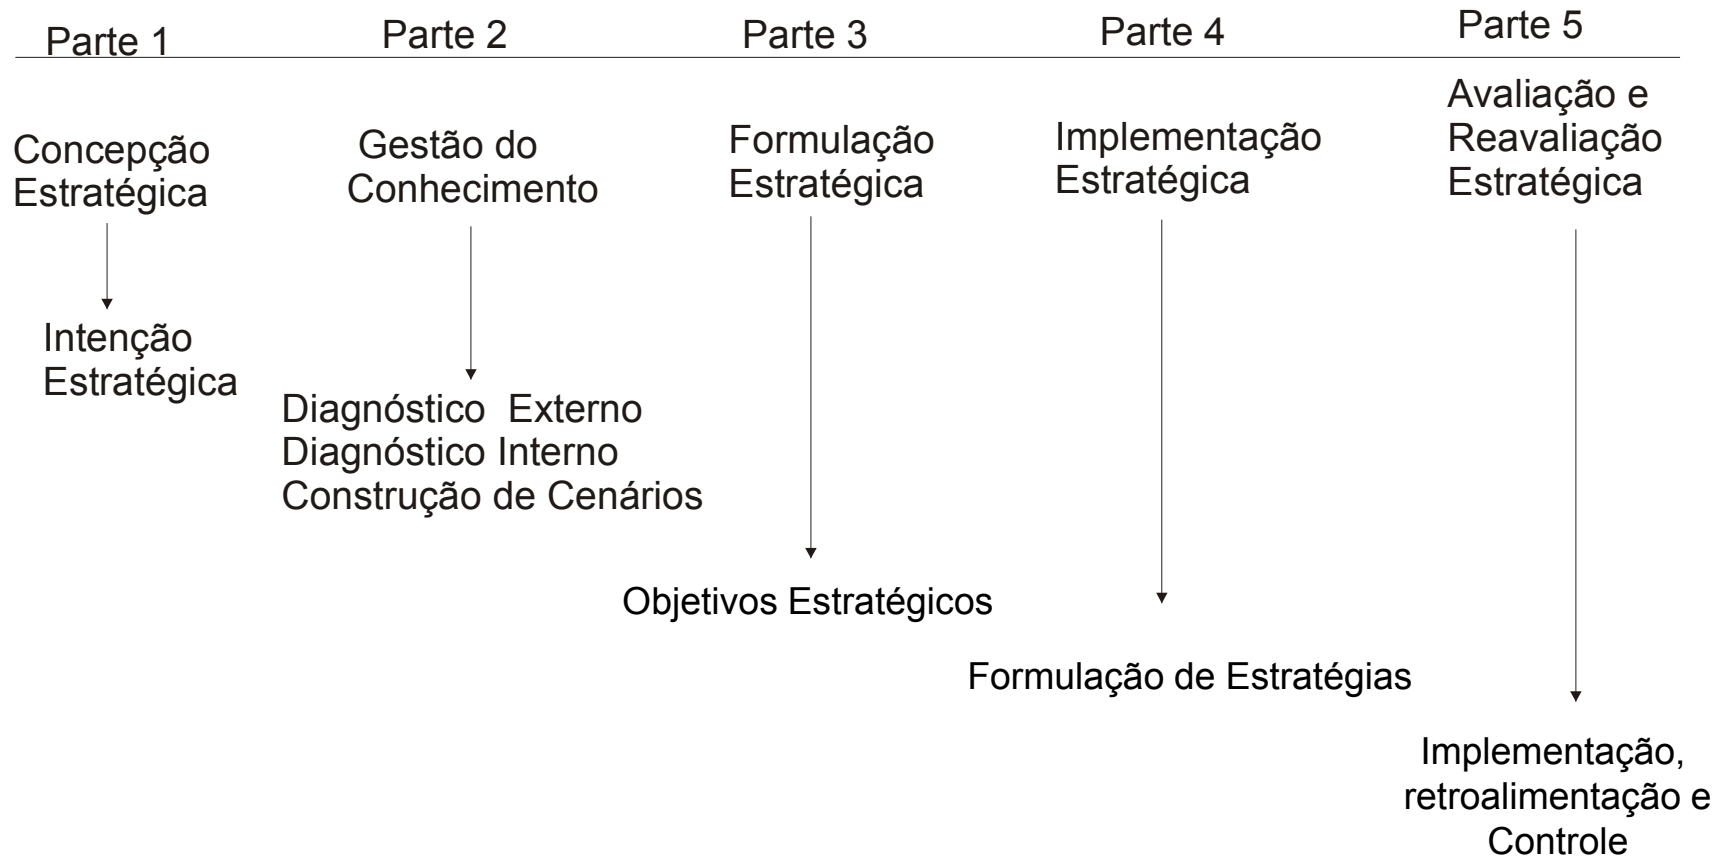 Parte 1
Parte 2
Parte 3
Parte 4
Parte 5
Concepção
Estratégica
Gestão do
Conhecimento
Formulação
Estratégica
Implementação
Estratégica
Avaliação e
Reavaliação
Estratégica
Intenção
Estratégica
Diagnóstico Externo
Diagnóstico Interno
Construção de Cenários
Objetivos Estratégicos
Formulação de Estratégias
Implementação,
retroalimentação e
Controle